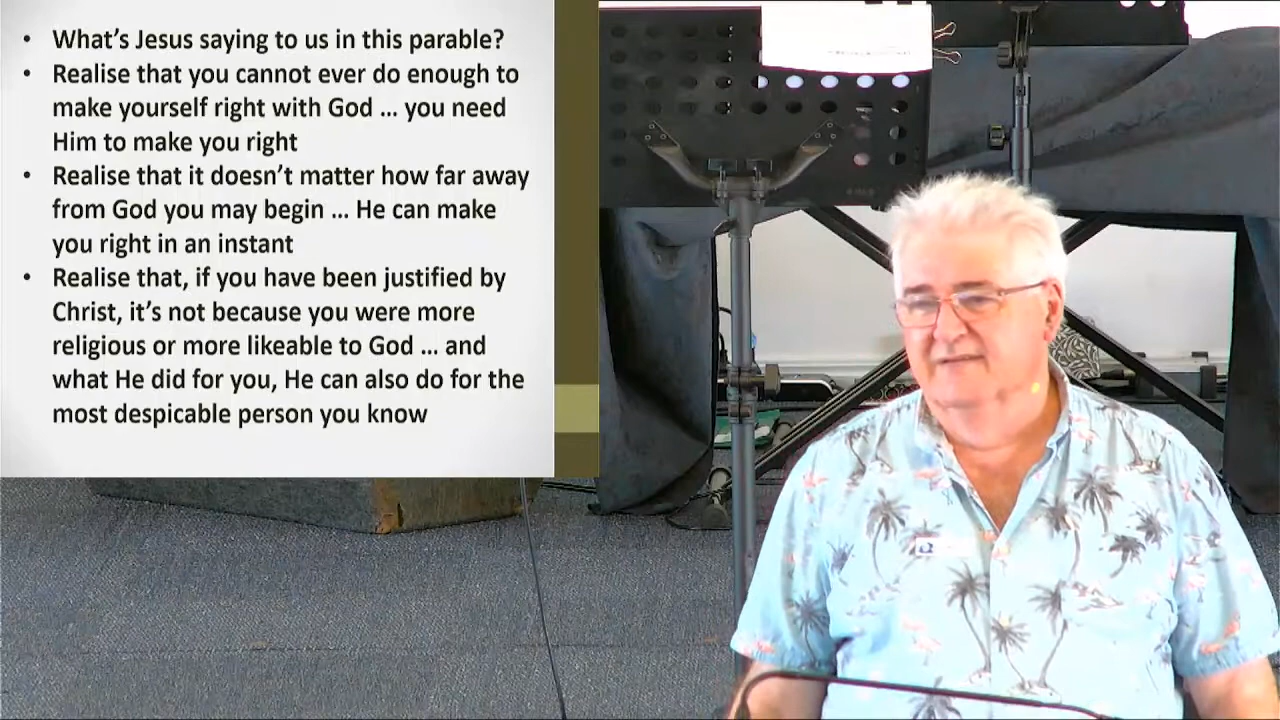 • What's Jesus saying to us in this parable?
• Realise that you cannot ever do enough to
make yourself right with God ... you need
Him to make you right
• Realise that it doesn't matter how far away
from God you may begin ... He can make
you right in an instant
• Realise that, if you have been justified by
Christ, it's not because you were more
religious or more likeable to God ... and
what He did for you, He can also do for the
most despicable person you know